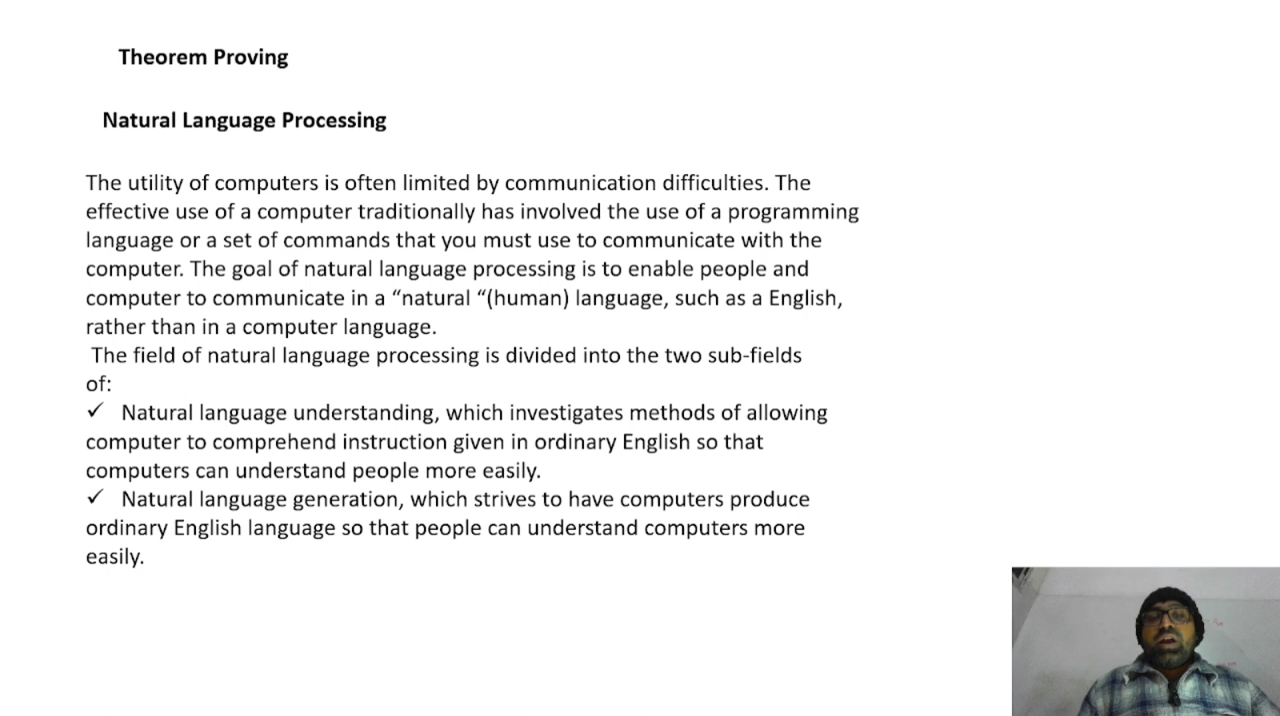 Theorem Proving
Natural Language Processing
The utility of computers is often limited by communication difficulties. The
effective use of a computer traditionally has involved the use of a programming
language or a set of commands that you must use to communicate with the
computer. The goal of natural language processing is to enable people and
computer to communicate in a “natural “(human) language, such as a English,
rather than in a computer language.
The field of natural language processing is divided into the two sub-fields
of:
✓ Natural language understanding, which investigates methods of allowing
computer to comprehend instruction given in ordinary English so that
computers can understand people more easily.
✓ Natural language generation, which strives to have computers produce
ordinary English language so that people can understand computers more
easily.